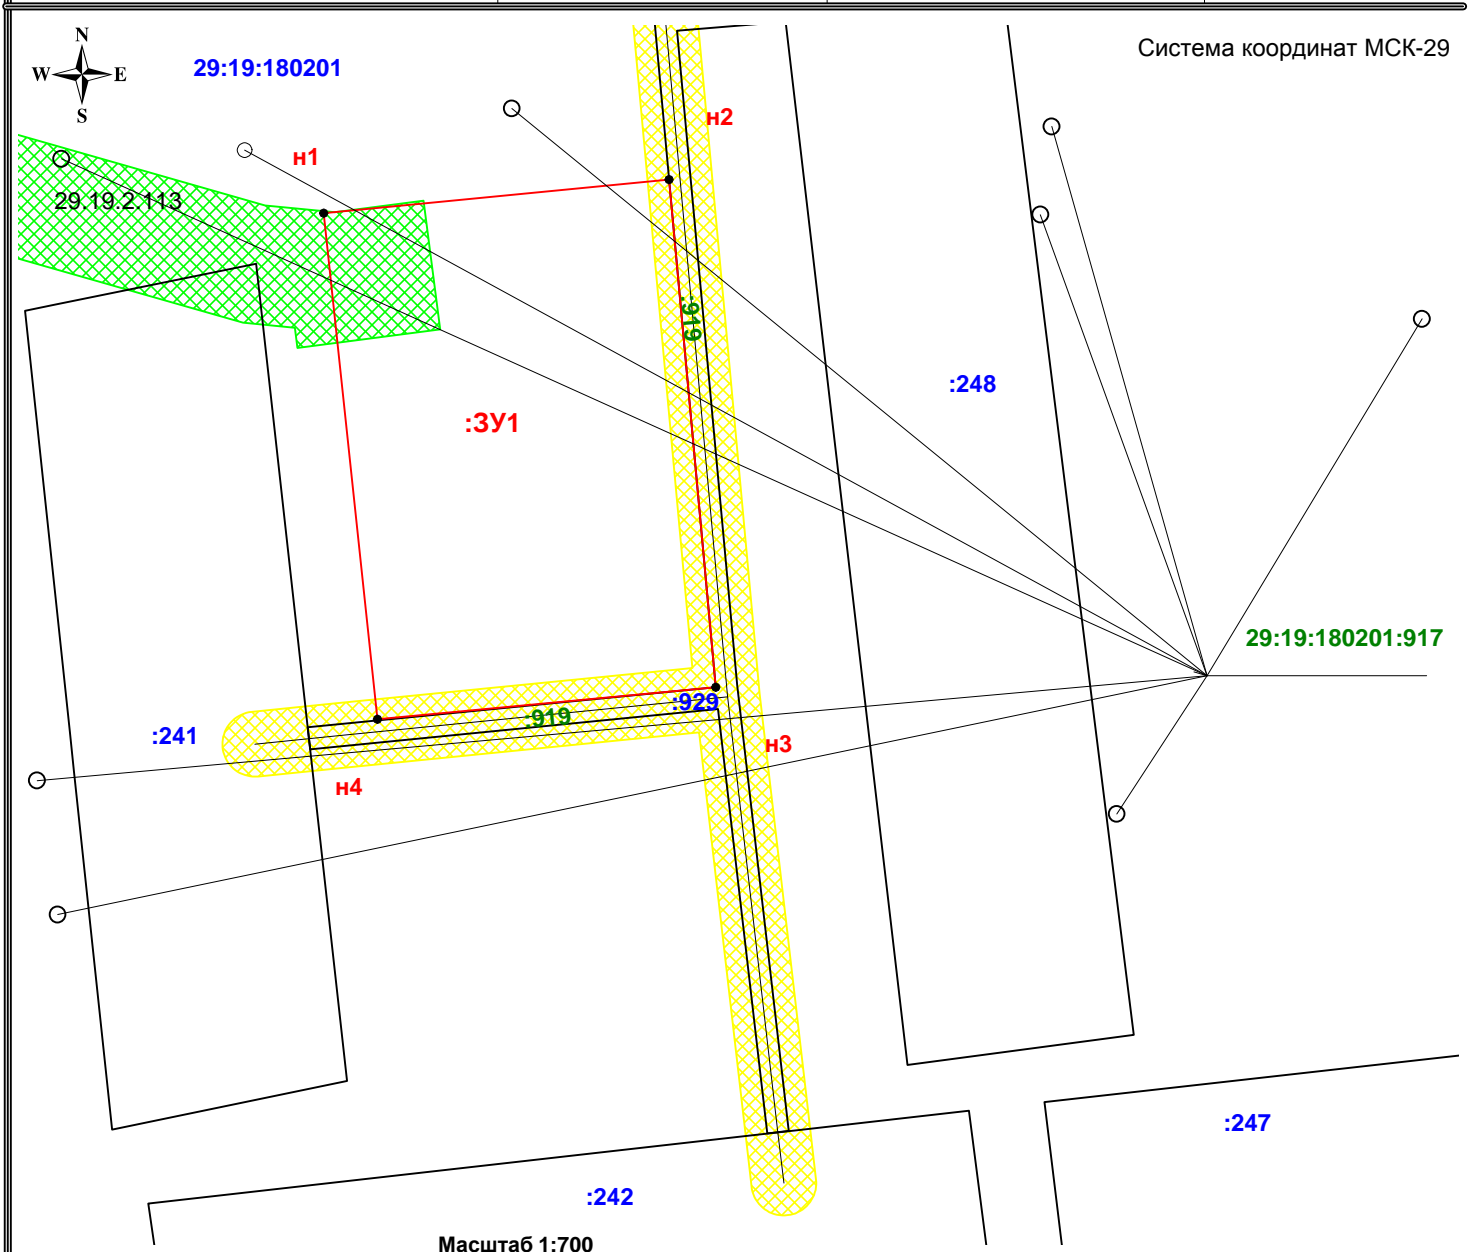 N
Система координат МСК-29
29:19:180201
W E
S
н2
н1
29.19.2.113
:919
:248
:ЗУ1
29:19:180201:917
:929
:919
:241
н3
н4
:247
:242
Масштаб 1:700